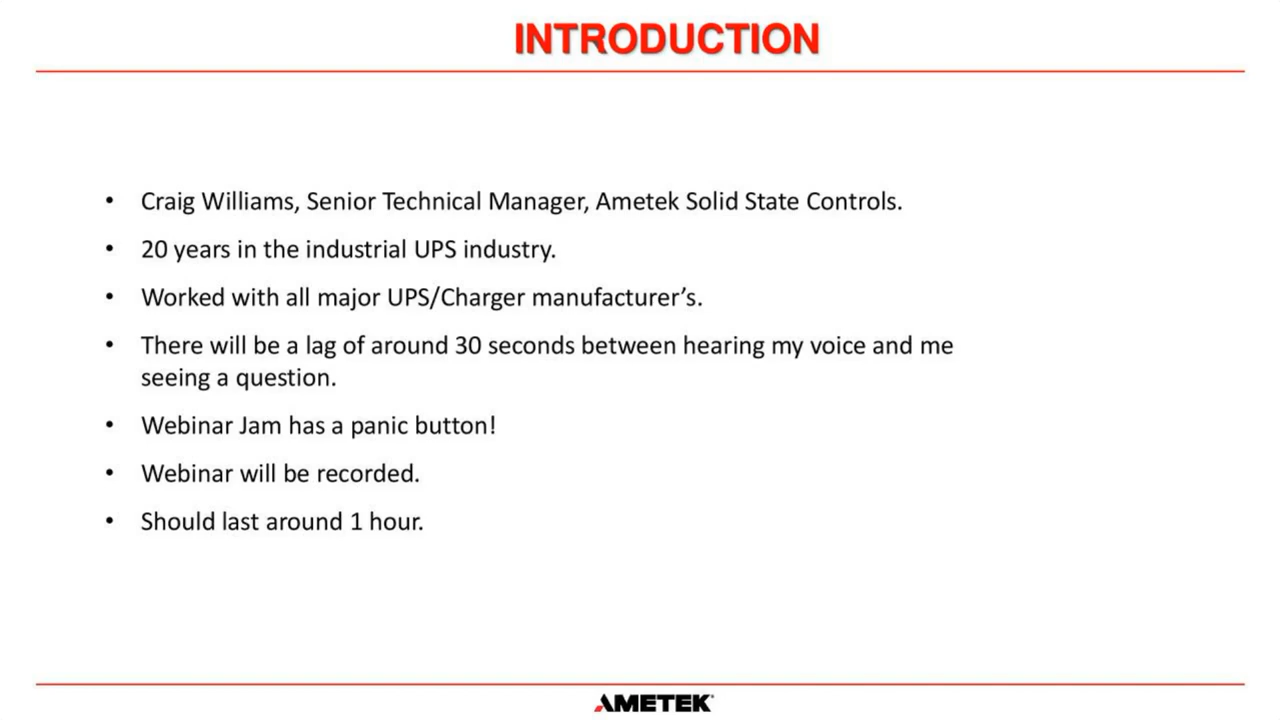 INTRODUCTION
• Craig Williams, Senior Technical Manager, Ametek Solid State Controls.
• 20 years in the industrial UPS industry.
• Worked with all major UPS/Charger manufacturer’s.
• There will be a lag of around 30 seconds between hearing my voice and me
seeing a question.
• Webinar Jam has a panic button!
• Webinar will be recorded.
• Should last around 1 hour.
AMETEK